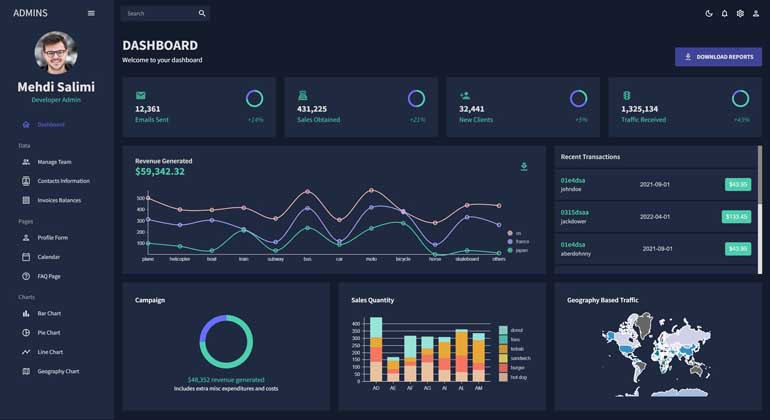 ADMINS
Search
Mehdi Salimi
Developer Admin
Dashboard
Data
Manage Team
Contacts Information
Invoices Balances
Pages
Profile Form
Calendar
FAQ Page
Charts
Bar Chart
Pie Chart
Line Chart
Geography Chart
DASHBOARD
Welcome to your dashboard
DOWNLOAD REPORTS
12,361
Emails Sent +14%
431,225
Sales Obtained +21%
32,441
New Clients +5%
1,325,134
Traffic Received +43%
Revenue Generated
$59,342.32
500
400
300
200
100
plane helicopter boat train subway bus car moto bicycle horse skateboard others
us
france
japan
Recent Transactions
01e4dsa
johndoe
2021-09-01
$43.95
0315dsaa
jackdower
2022-04-01
$133.45
01e4dsa
aberdohnny
2021-09-01
$43.95
Campaign
$48,352 revenue generated
Includes extra misc expenditures and costs
Sales Quantity
400
350
300
250
200
150
100
50
0
AD AE AF AG AI AL AM
donut
fries
kebab
sandwich
burger
hot dog
Geography Based Traffic